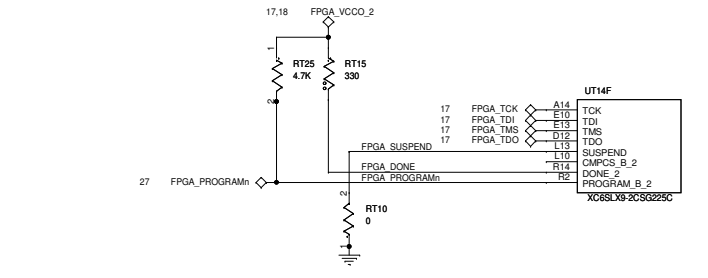 17,18 FPGA_VCCO_2
1
RT25
4.7K
2
RT15
330
UT14F
17 FPGA_TCK A14 TCK
17 FPGA_TDI E10 TDI
17 FPGA_TMS E13 TMS
17 FPGA_TDO D12 TDO
FPGA_SUSPEND L13 SUSPEND
L10 CMPCS_B_2
FPGA_DONE R14 DONE_2
27 FPGA_PROGRAMn FPGA_PROGRAMn R2 PROGRAM_B_2
XC6SLX9-2CSG225C
2
RT10
0
1